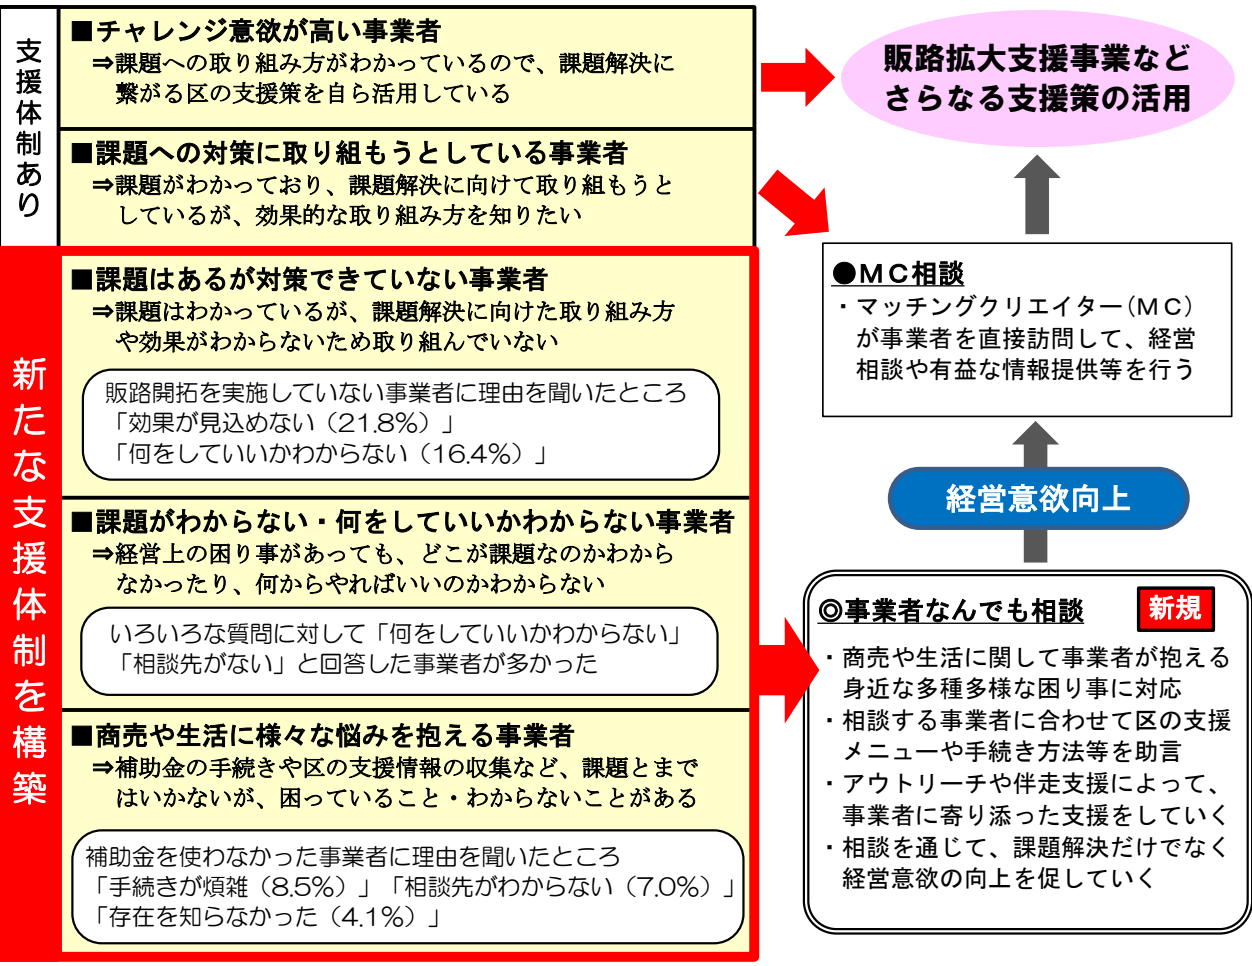 支援体制あり
■チャレンジ意欲が高い事業者
⇒課題への取り組み方がわかっているので、課題解決に
繋がる区の支援策を自ら活用している
■課題への対策に取り組もうとしている事業者
⇒課題がわかっており、課題解決に向けて取り組もうと
しているが、効果的な取り組み方を知りたい
新たな支援体制を構築
■課題はあるが対策できていない事業者
⇒課題はわかっているが、課題解決に向けた取り組み方
や効果がわからないため取り組んでいない
販路開拓を実施していない事業者に理由を聞いたところ
「効果が見込めない（21.8%）」
「何をしていいかわからない（16.4%）」
■課題がわからない・何をしていいかわからない事業者
⇒経営上の困り事があっても、どこが課題なのかわから
なかったり、何からやればいいのかわからない
いろいろな質問に対して「何をしていいかわからない」
「相談先がない」と回答した事業者が多かった
■商売や生活に様々な悩みを抱える事業者
⇒補助金の手続きや区の支援情報の収集など、課題とまで
はいかないが、困っていること・わからないことがある
補助金を使わなかった事業者に理由を聞いたところ
「手続きが煩雑（8.5%）」「相談先がわからない（7.0%）」
「存在を知らなかった（4.1%）」
販路拡大支援事業など
さらなる支援策の活用
●ＭＣ相談
・マッチングクリエイター(ＭＣ)
が事業者を直接訪問して、経営
相談や有益な情報提供等を行う
経営意欲向上
◎事業者なんでも相談
新規
・商売や生活に関して事業者が抱える
身近な多種多様な困り事に対応
・相談する事業者に合わせて区の支援
メニューや手続き方法等を助言
・アウトリーチや伴走支援によって、
事業者に寄り添った支援をしていく
・相談を通じて、課題解決だけでなく
経営意欲の向上を促していく